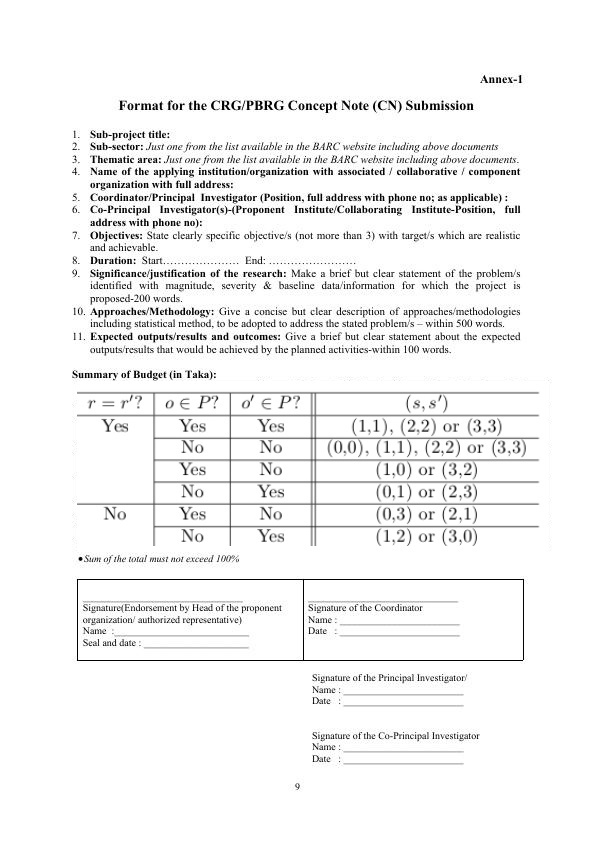 Annex-1
Format for the CRG/PBRG Concept Note (CN) Submission
1. Sub-project title:
2. Sub-sector: Just one from the list available in the BARC website including above documents
3. Thematic area: Just one from the list available in the BARC website including above documents.
4. Name of the applying institution/organization with associated / collaborative / component
organization with full address:
5. Coordinator/Principal Investigator (Position, full address with phone no; as applicable) :
6. Co-Principal Investigator(s)-(Proponent Institute/Collaborating Institute-Position, full
address with phone no):
7. Objectives: State clearly specific objective/s (not more than 3) with target/s which are realistic
and achievable.
8. Duration: Start………………… End: ……………………
9. Significance/justification of the research: Make a brief but clear statement of the problem/s
identified with magnitude, severity & baseline data/information for which the project is
proposed-200 words.
10. Approaches/Methodology: Give a concise but clear description of approaches/methodologies
including statistical method, to be adopted to address the stated problem/s – within 500 words.
11. Expected outputs/results and outcomes: Give a brief but clear statement about the expected
outputs/results that would be achieved by the planned activities-within 100 words.
Summary of Budget (in Taka):
r = r′? o ∈ P? o′ ∈ P? (s, s′)
Yes Yes Yes (1,1), (2,2) or (3,3)
No No (0,0), (1,1), (2,2) or (3,3)
Yes No (1,0) or (3,2)
No Yes (0,1) or (2,3)
No Yes No (0,3) or (2,1)
No Yes (1,2) or (3,0)
•Sum of the total must not exceed 100%
Signature(Endorsement by Head of the proponent
organization/ authorized representative)
Name :___________________________
Seal and date : _____________________
Signature of the Coordinator
Name : ________________________
Date : ________________________
Signature of the Principal Investigator/
Name : ________________________
Date : ________________________
Signature of the Co-Principal Investigator
Name : ________________________
Date : ________________________
9